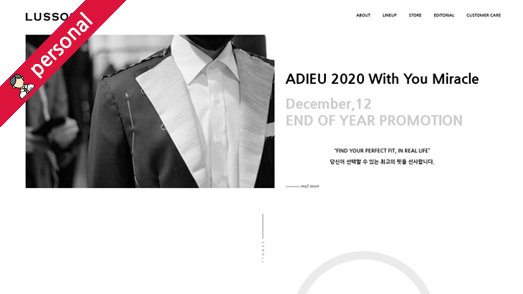 LUSSO
personal
ABOUT LINEUP STORE EDITORIAL CUSTOMER CARE
ADIEU 2020 With You Miracle
December,12
END OF YEAR PROMOTION
"FIND YOUR PERFECT FIT, IN REAL LIFE"
당신이 선택할 수 있는 최고의 핏을 선사합니다.
read more